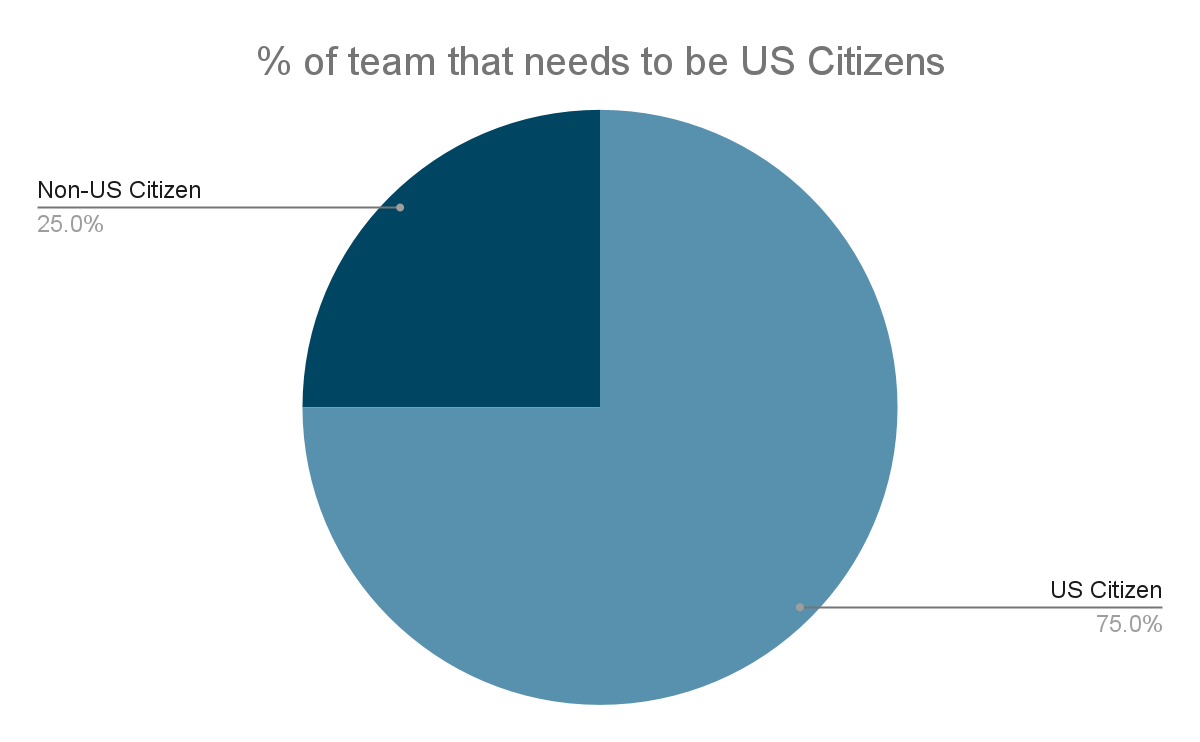 % of team that needs to be US Citizens
Non-US Citizen
25.0%
US Citizen
75.0%